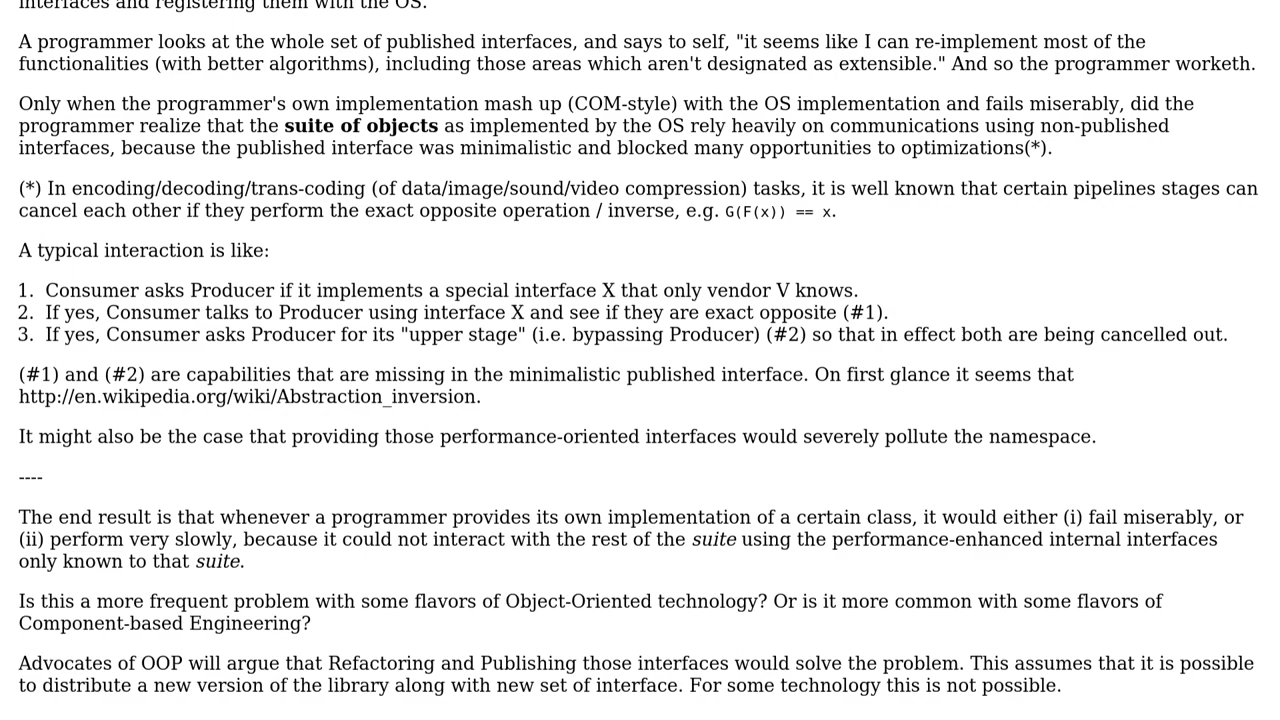 interfaces and registering them with the OS.
A programmer looks at the whole set of published interfaces, and says to self, "it seems like I can re-implement most of the
functionalities (with better algorithms), including those areas which aren't designated as extensible." And so the programmer worketh.
Only when the programmer's own implementation mash up (COM-style) with the OS implementation and fails miserably, did the
programmer realize that the suite of objects as implemented by the OS rely heavily on communications using non-published
interfaces, because the published interface was minimalistic and blocked many opportunities to optimizations(*).
(*) In encoding/decoding/trans-coding (of data/image/sound/video compression) tasks, it is well known that certain pipelines stages can
cancel each other if they perform the exact opposite operation / inverse, e.g. G(F(x)) == x.
A typical interaction is like:
1. Consumer asks Producer if it implements a special interface X that only vendor V knows.
2. If yes, Consumer talks to Producer using interface X and see if they are exact opposite (#1).
3. If yes, Consumer asks Producer for its "upper stage" (i.e. bypassing Producer) (#2) so that in effect both are being cancelled out.
(#1) and (#2) are capabilities that are missing in the minimalistic published interface. On first glance it seems that
http://en.wikipedia.org/wiki/Abstraction_inversion.
It might also be the case that providing those performance-oriented interfaces would severely pollute the namespace.
----
The end result is that whenever a programmer provides its own implementation of a certain class, it would either (i) fail miserably, or
(ii) perform very slowly, because it could not interact with the rest of the suite using the performance-enhanced internal interfaces
only known to that suite.
Is this a more frequent problem with some flavors of Object-Oriented technology? Or is it more common with some flavors of
Component-based Engineering?
Advocates of OOP will argue that Refactoring and Publishing those interfaces would solve the problem. This assumes that it is possible
to distribute a new version of the library along with new set of interface. For some technology this is not possible.